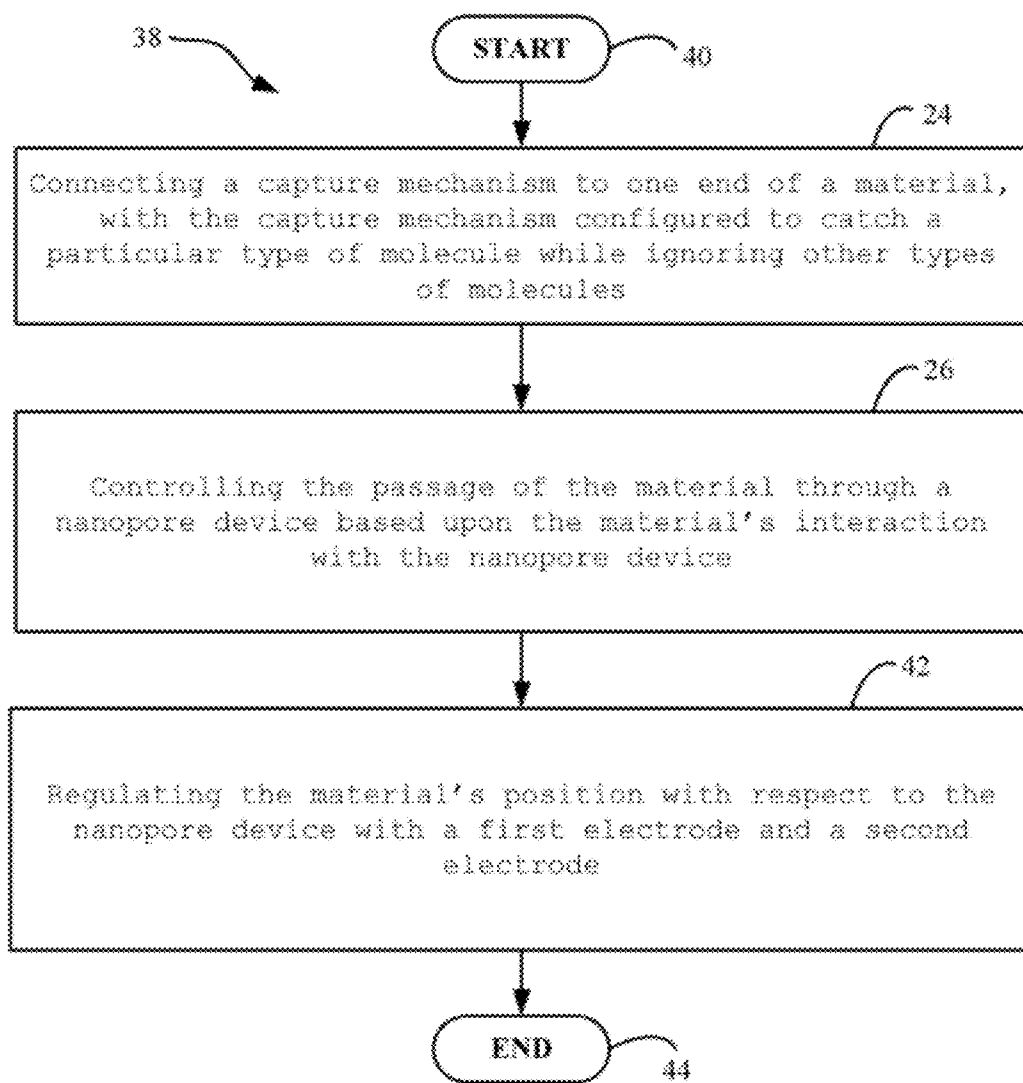 38
START
40
24
Connecting a capture mechanism to one end of a material,
with the capture mechanism configured to catch a
particular type of molecule while ignoring other types
of molecules
26
Controlling the passage of the material through a
nanopore device based upon the material's interaction
with the nanopore device
42
Regulating the material's position with respect to the
nanopore device with a first electrode and a second
electrode
END
44